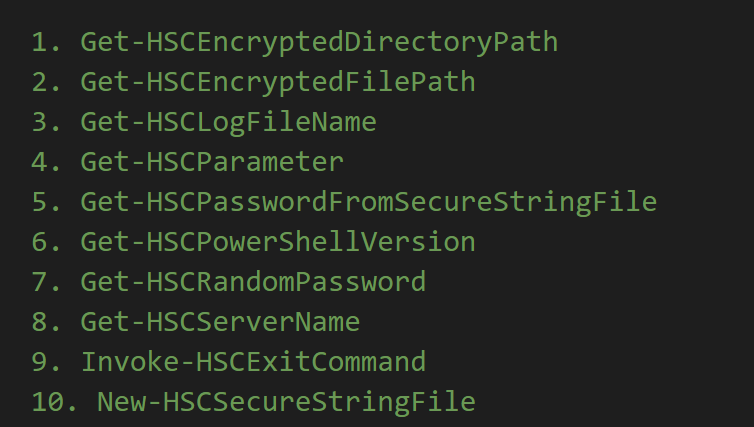 1. Get-HSCEncryptedDirectoryPath
2. Get-HSCEncryptedFilePath
3. Get-HSCLogFileName
4. Get-HSCParameter
5. Get-HSCPasswordFromSecureStringFile
6. Get-HSCPowerShellVersion
7. Get-HSCRandomPassword
8. Get-HSCServerName
9. Invoke-HSCExitCommand
10. New-HSCSecureStringFile